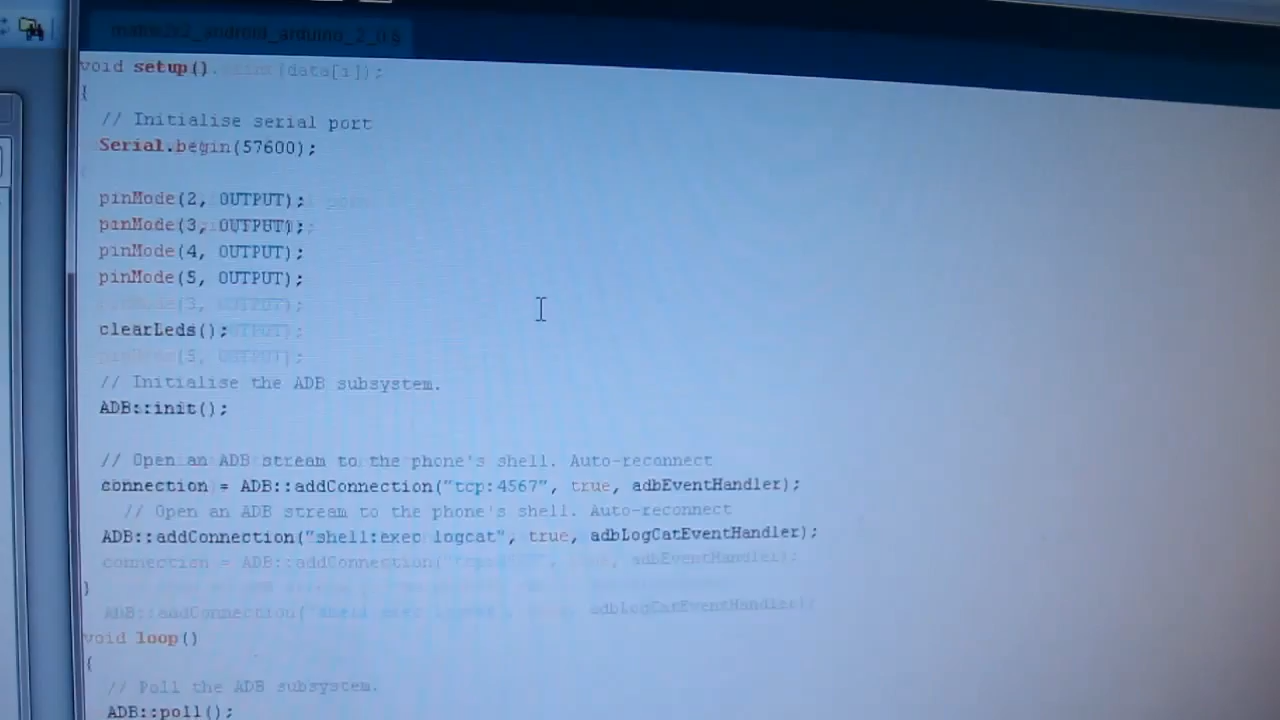 void setup()
{
// Initialise serial port
Serial.begin(57600);
pinMode(2, OUTPUT);
pinMode(3, OUTPUT);
pinMode(4, OUTPUT);
pinMode(5, OUTPUT);
clearLeds();
// Initialise the ADB subsystem.
ADB::init();
// Open an ADB stream to the phone's shell. Auto-reconnect
connection = ADB::addConnection("tcp:4567", true, adbEventHandler);
// Open an ADB stream to the phone's shell. Auto-reconnect
ADB::addConnection("shell:exec logcat", true, adbLogCatEventHandler);
}
void loop()
{
// Poll the ADB subsystem.
ADB::poll();